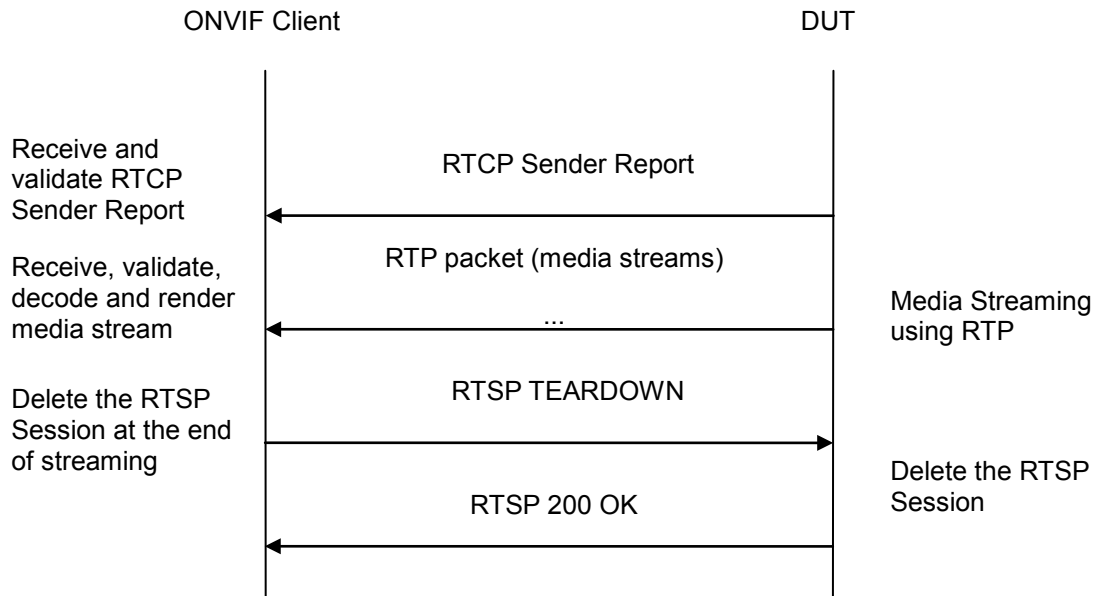 ONVIF Client
DUT
Receive and
validate RTCP
Sender Report
RTCP Sender Report
Receive, validate,
decode and render
media stream
RTP packet (media streams)
...
Media Streaming
using RTP
Delete the RTSP
Session at the end
of streaming
RTSP TEARDOWN
Delete the RTSP
Session
RTSP 200 OK